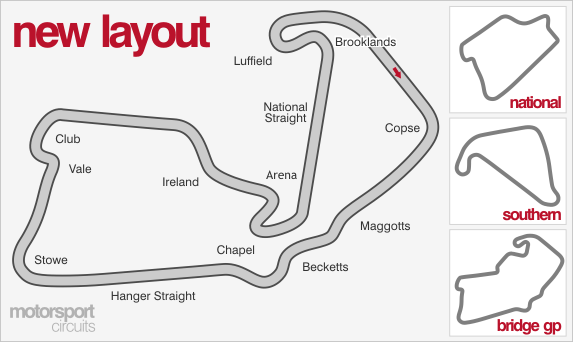 new layout
Brooklands
Luffield
National
Straight
Copse
Club
Vale
Ireland
Arena
Maggotts
Chapel
Becketts
Stowe
Hanger Straight
motorsport
circuits
national
southern
bridge gp